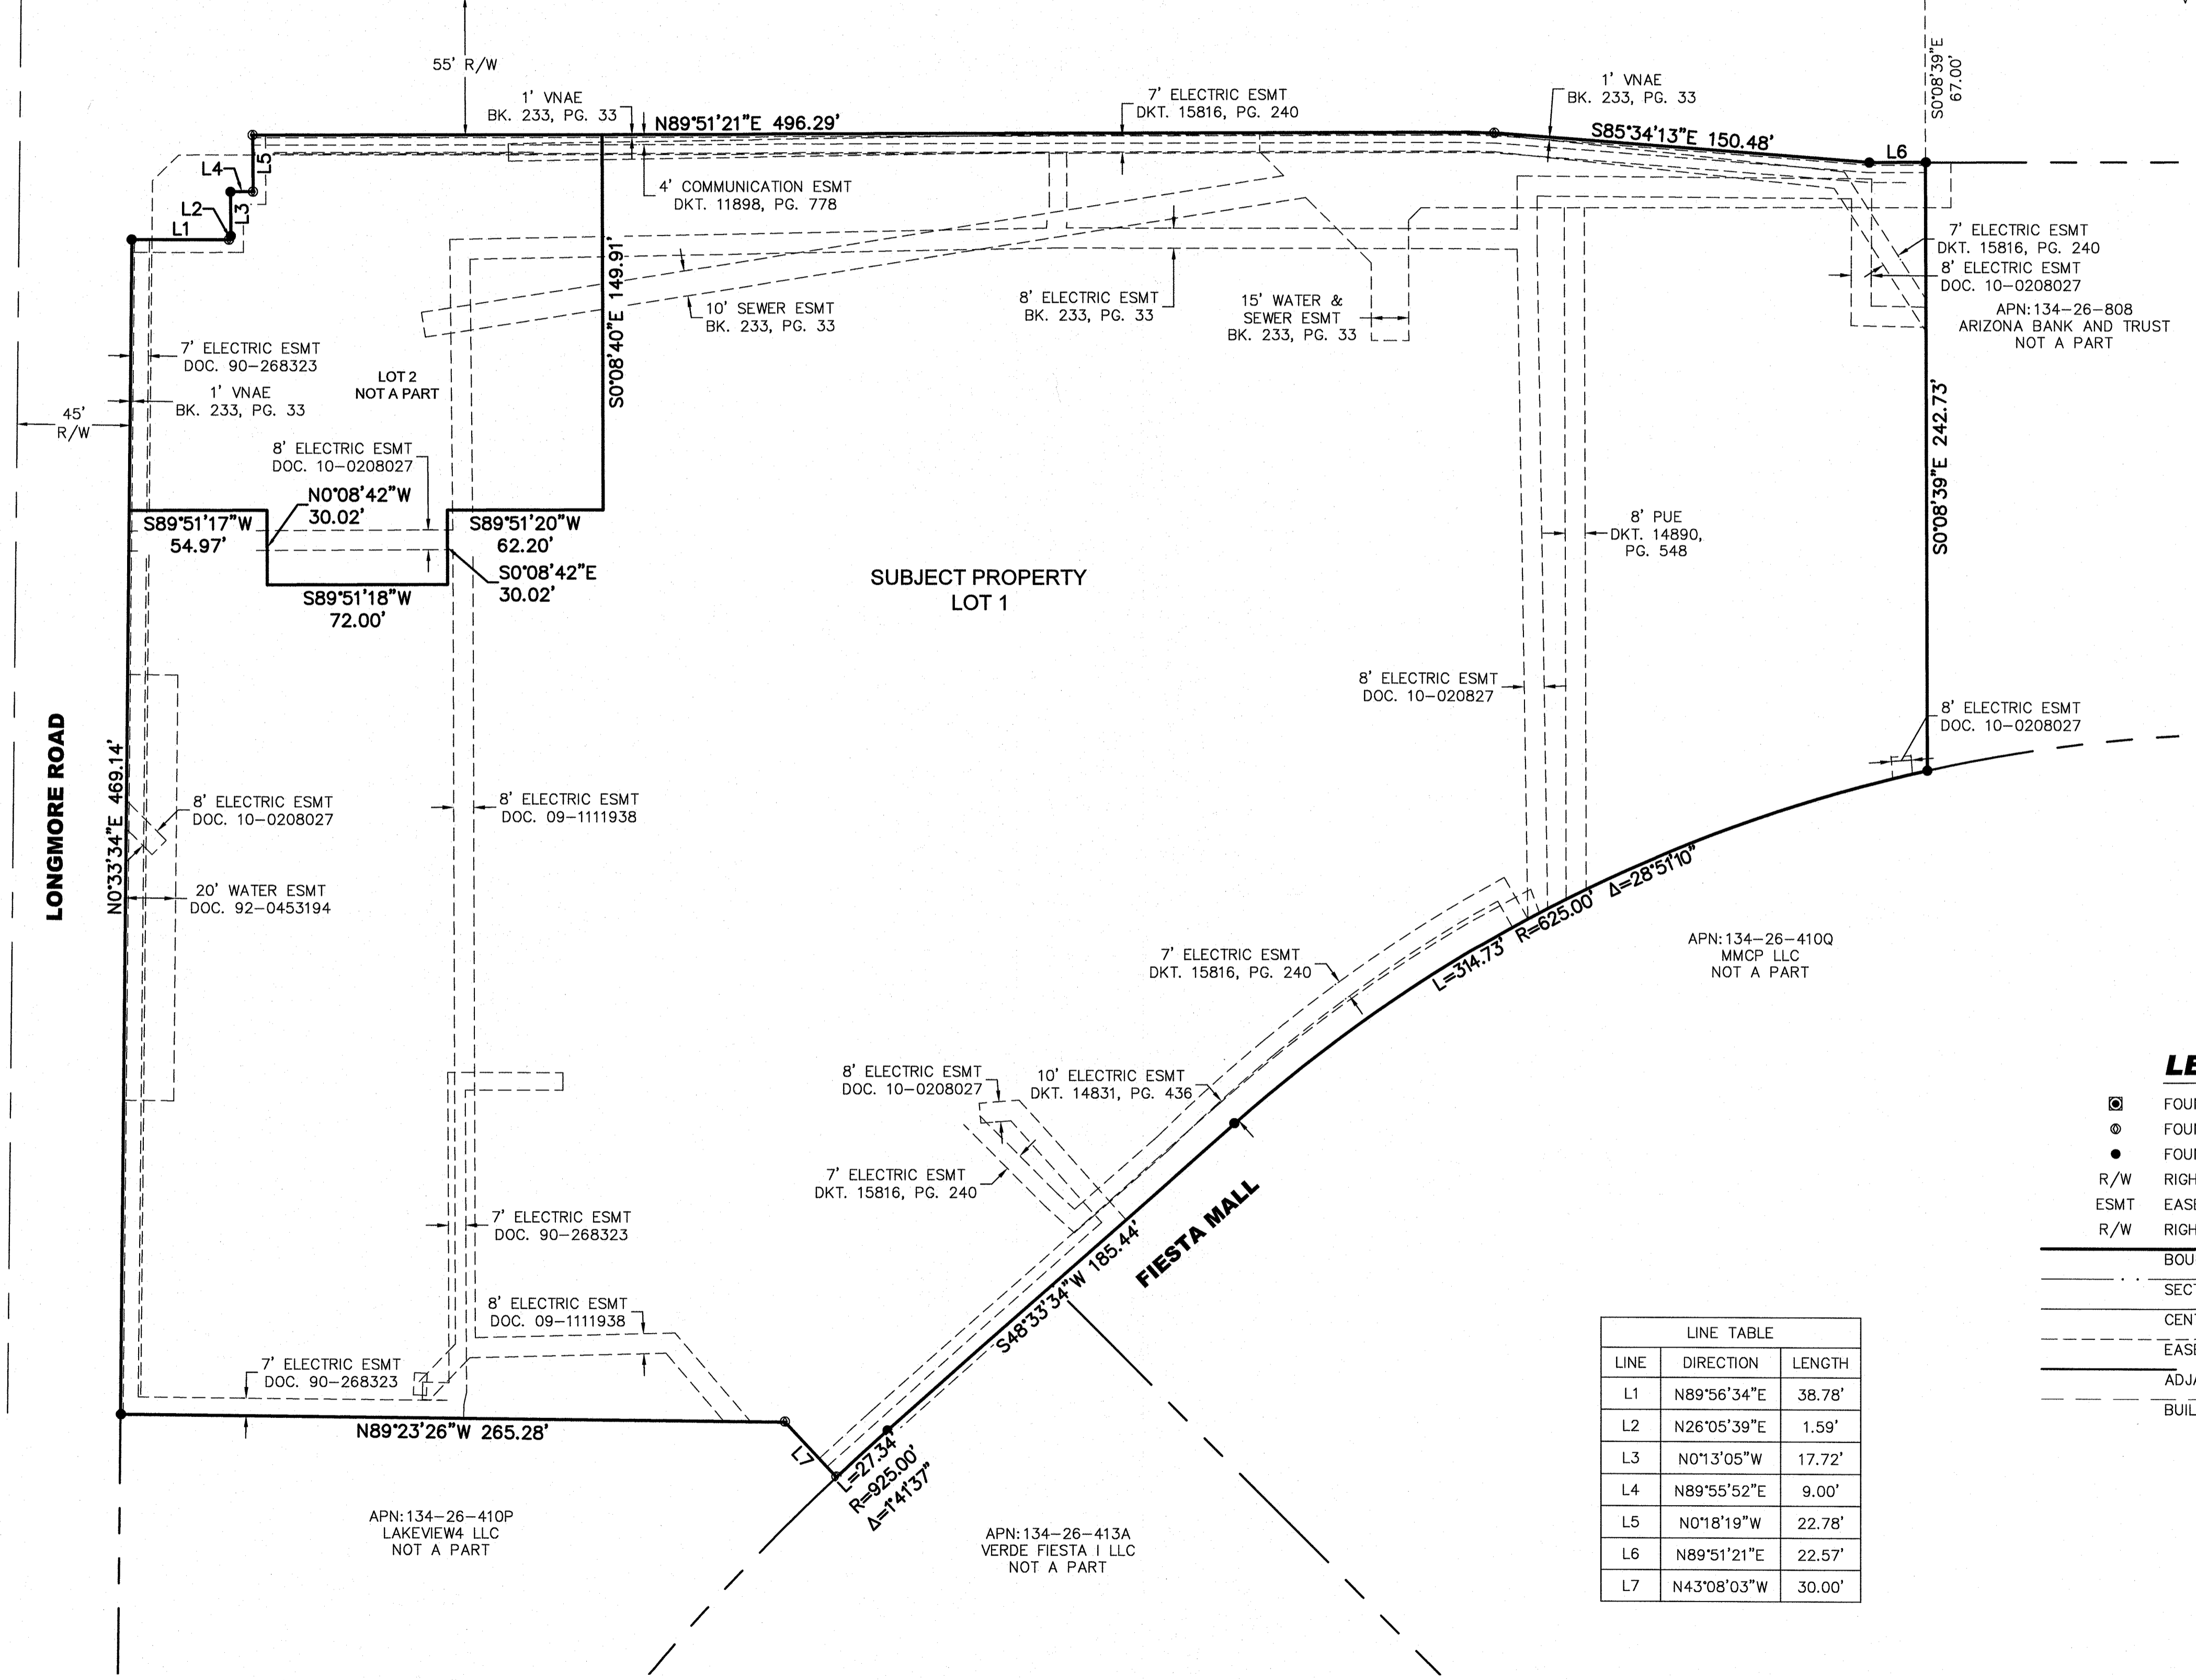 55' R/W
1' VNAE
BK. 233, PG. 33
N89°51'21"E 496.29'
7' ELECTRIC ESMT
DKT. 15816, PG. 240
1' VNAE
BK. 233, PG. 33
S85°34'13"E 150.48'
L6
S0°08'39"E
67.00'
L5
L4
L2
L3
L1
4' COMMUNICATION ESMT
DKT. 11898, PG. 778
7' ELECTRIC ESMT
DKT. 15816, PG. 240
8' ELECTRIC ESMT
DOC. 10-0208027
APN:134-26-808
ARIZONA BANK AND TRUST
NOT A PART
S0°08'40"E 149.91'
10' SEWER ESMT
BK. 233, PG. 33
8' ELECTRIC ESMT
BK. 233, PG. 33
15' WATER &
SEWER ESMT
BK. 233, PG. 33
7' ELECTRIC ESMT
DOC. 90-268323
LOT 2
NOT A PART
1' VNAE
BK. 233, PG. 33
45'
R/W
8' ELECTRIC ESMT
DOC. 10-0208027
N0°08'42"W
30.02'
S89°51'17"W
54.97'
S89°51'20"W
62.20'
S0°08'42"E
30.02'
S89°51'18"W
72.00'
SUBJECT PROPERTY
LOT 1
8' PUE
DKT. 14890,
PG. 548
S0°08'39"E 242.73'
8' ELECTRIC ESMT
DOC. 10-020827
8' ELECTRIC ESMT
DOC. 10-0208027
LONGMORE ROAD
N0°33'34"E 469.14'
8' ELECTRIC ESMT
DOC. 10-0208027
8' ELECTRIC ESMT
DOC. 09-1111938
20' WATER ESMT
DOC. 92-0453194
L=314.73' R=625.00' Δ=28°51'10"
APN:134-26-410Q
MMCP LLC
NOT A PART
7' ELECTRIC ESMT
DKT. 15816, PG. 240
8' ELECTRIC ESMT
DOC. 10-0208027
10' ELECTRIC ESMT
DKT. 14831, PG. 436
7' ELECTRIC ESMT
DKT. 15816, PG. 240
FIESTA MALL
S48°33'34"W 185.44'
7' ELECTRIC ESMT
DOC. 90-268323
8' ELECTRIC ESMT
DOC. 09-1111938
7' ELECTRIC ESMT
DOC. 90-268323
N89°23'26"W 265.28'
L7
L=27.34'
R=925.00'
Δ=1°41'37"
APN:134-26-410P
LAKEVIEW4 LLC
NOT A PART
APN:134-26-413A
VERDE FIESTA I LLC
NOT A PART
LINE TABLE
LINE DIRECTION LENGTH
L1 N89°56'34"E 38.78'
L2 N26°05'39"E 1.59'
L3 N0°13'05"W 17.72'
L4 N89°55'52"E 9.00'
L5 N0°18'19"W 22.78'
L6 N89°51'21"E 22.57'
L7 N43°08'03"W 30.00'
LE
FOU
FOU
FOU
R/W RIGH
ESMT EASE
R/W RIGH
BOU
SECT
CENT
EASE
ADJA
BUIL